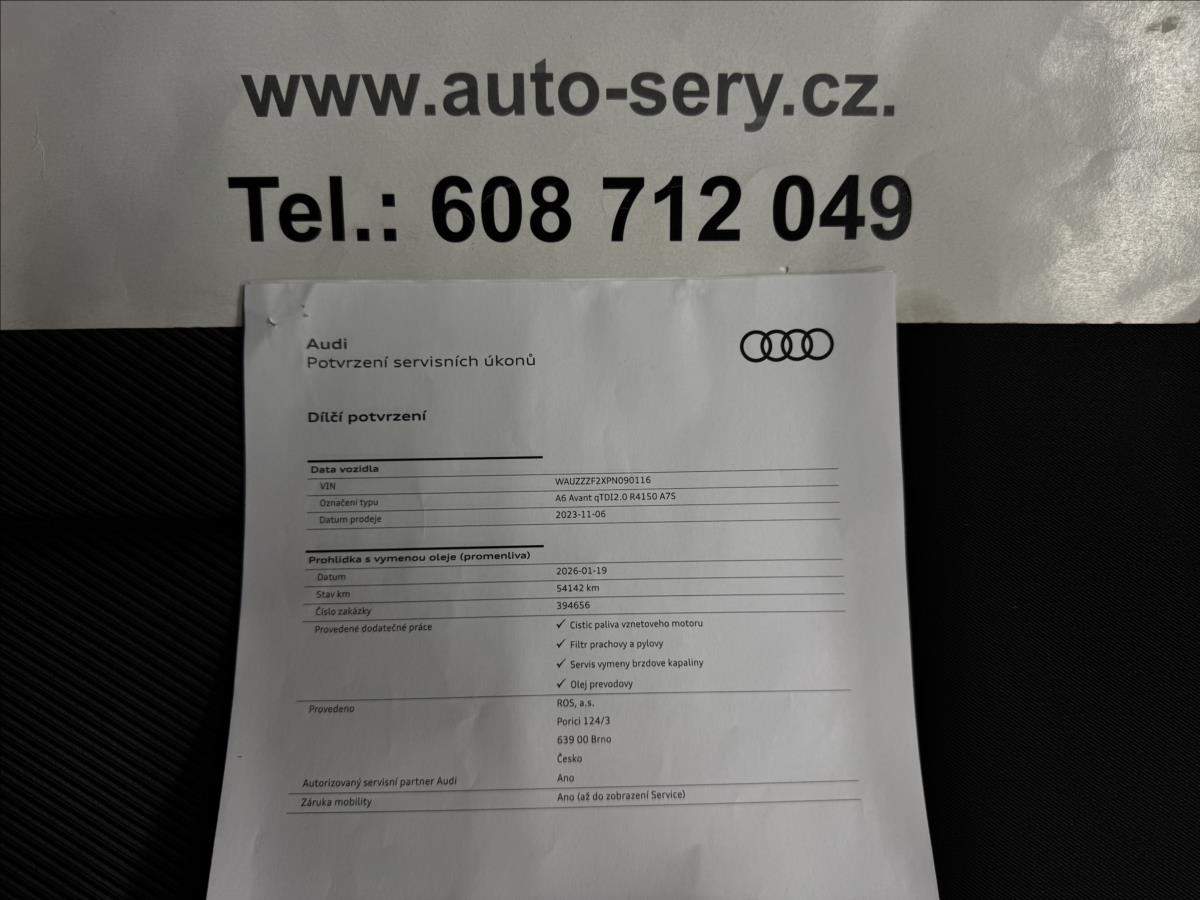 www.auto-sery.cz.
Tel.: 608 712 049
Audi
Potvrzení servisních úkonů
Dílčí potvrzení
Data vozidla
VIN WAUZZZF2XPN090116
Označení typu A6 Avant qTDI2.0 R4150 A7S
Datum prodeje 2023-11-06
Prohlidka s vymenou oleje (promenliva)
Datum 2026-01-19
Stav km 54142 km
Číslo zakázky 394656
Provedené dodatečné práce ✓ Cistic paliva vznetoveho motoru
✓ Filtr prachovy a pylovy
✓ Servis vymeny brzdove kapaliny
✓ Olej prevodovy
Provedeno ROS, a.s.
Porici 124/3
639 00 Brno
Česko
Autorizovaný servisní partner Audi Ano
Záruka mobility Ano (až do zobrazení Service)